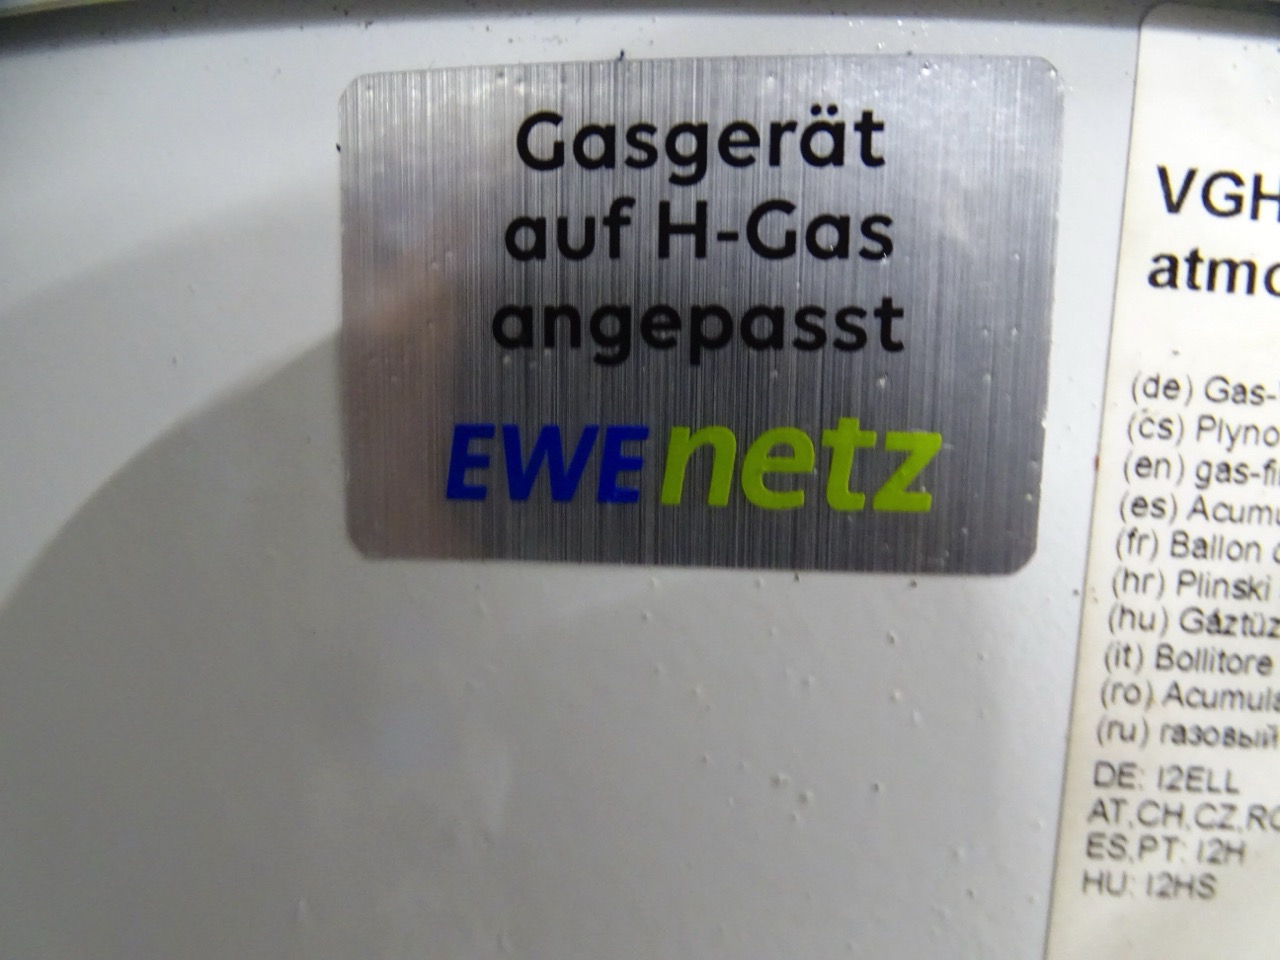 Gasgerät
auf H-Gas
angepasst
EWE netz
VGH
atmo
(de) Gas-
(cs) Plyno
(en) gas-fi
(es) Acumu
(fr) Ballon
(hr) Plinski
(hu) Gáztüz
(it) Bollitore
(ro) Acumula
(ru) газовый
DE: I2ELL
AT,CH,CZ,RO
ES,PT: I2H
HU: I2HS